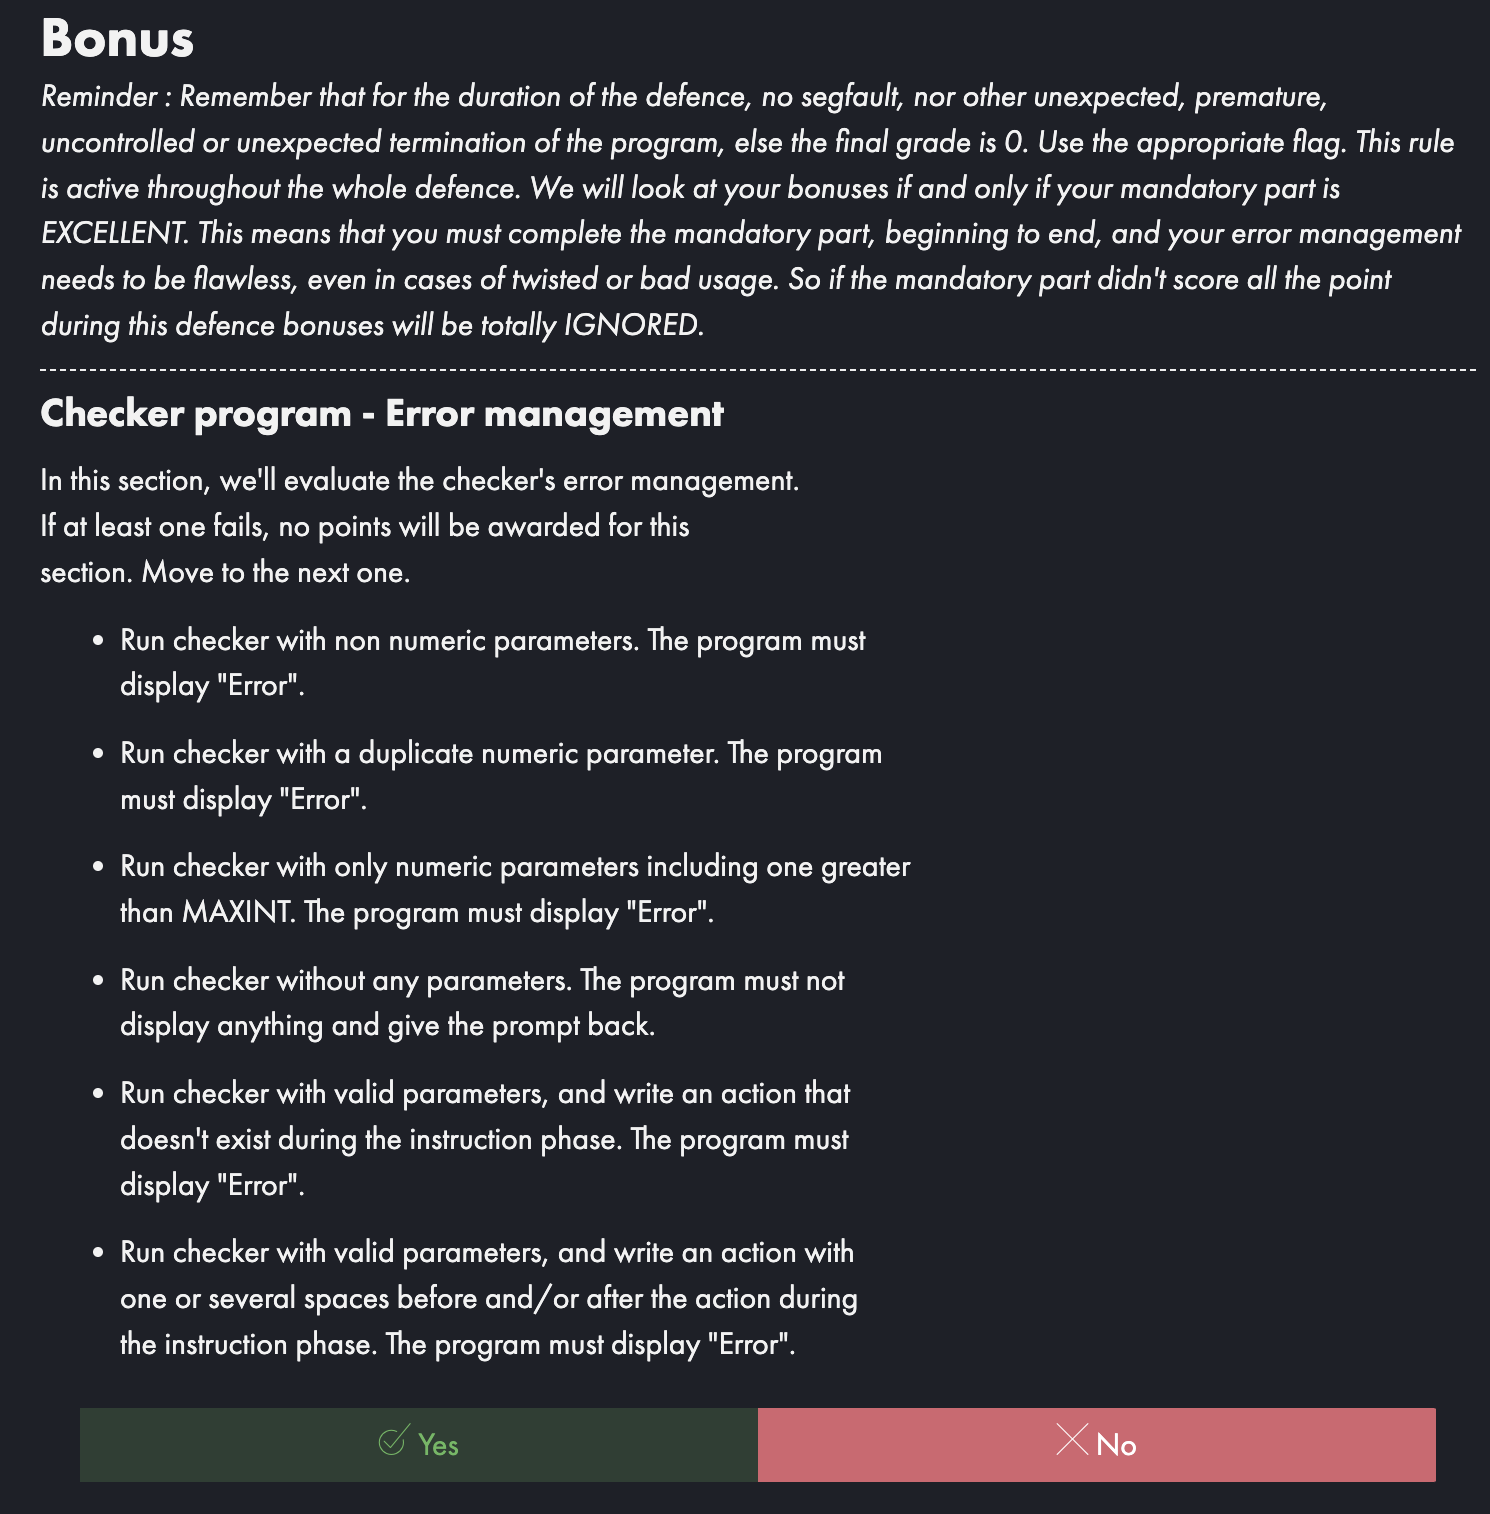 Bonus
Reminder : Remember that for the duration of the defence, no segfault, nor other unexpected, premature,
uncontrolled or unexpected termination of the program, else the final grade is 0. Use the appropriate flag. This rule
is active throughout the whole defence. We will look at your bonuses if and only if your mandatory part is
EXCELLENT. This means that you must complete the mandatory part, beginning to end, and your error management
needs to be flawless, even in cases of twisted or bad usage. So if the mandatory part didn't score all the point
during this defence bonuses will be totally IGNORED.
Checker program - Error management
In this section, we'll evaluate the checker's error management.
If at least one fails, no points will be awarded for this
section. Move to the next one.
• Run checker with non numeric parameters. The program must
display "Error".
• Run checker with a duplicate numeric parameter. The program
must display "Error".
• Run checker with only numeric parameters including one greater
than MAXINT. The program must display "Error".
• Run checker without any parameters. The program must not
display anything and give the prompt back.
• Run checker with valid parameters, and write an action that
doesn't exist during the instruction phase. The program must
display "Error".
• Run checker with valid parameters, and write an action with
one or several spaces before and/or after the action during
the instruction phase. The program must display "Error".
Yes
No